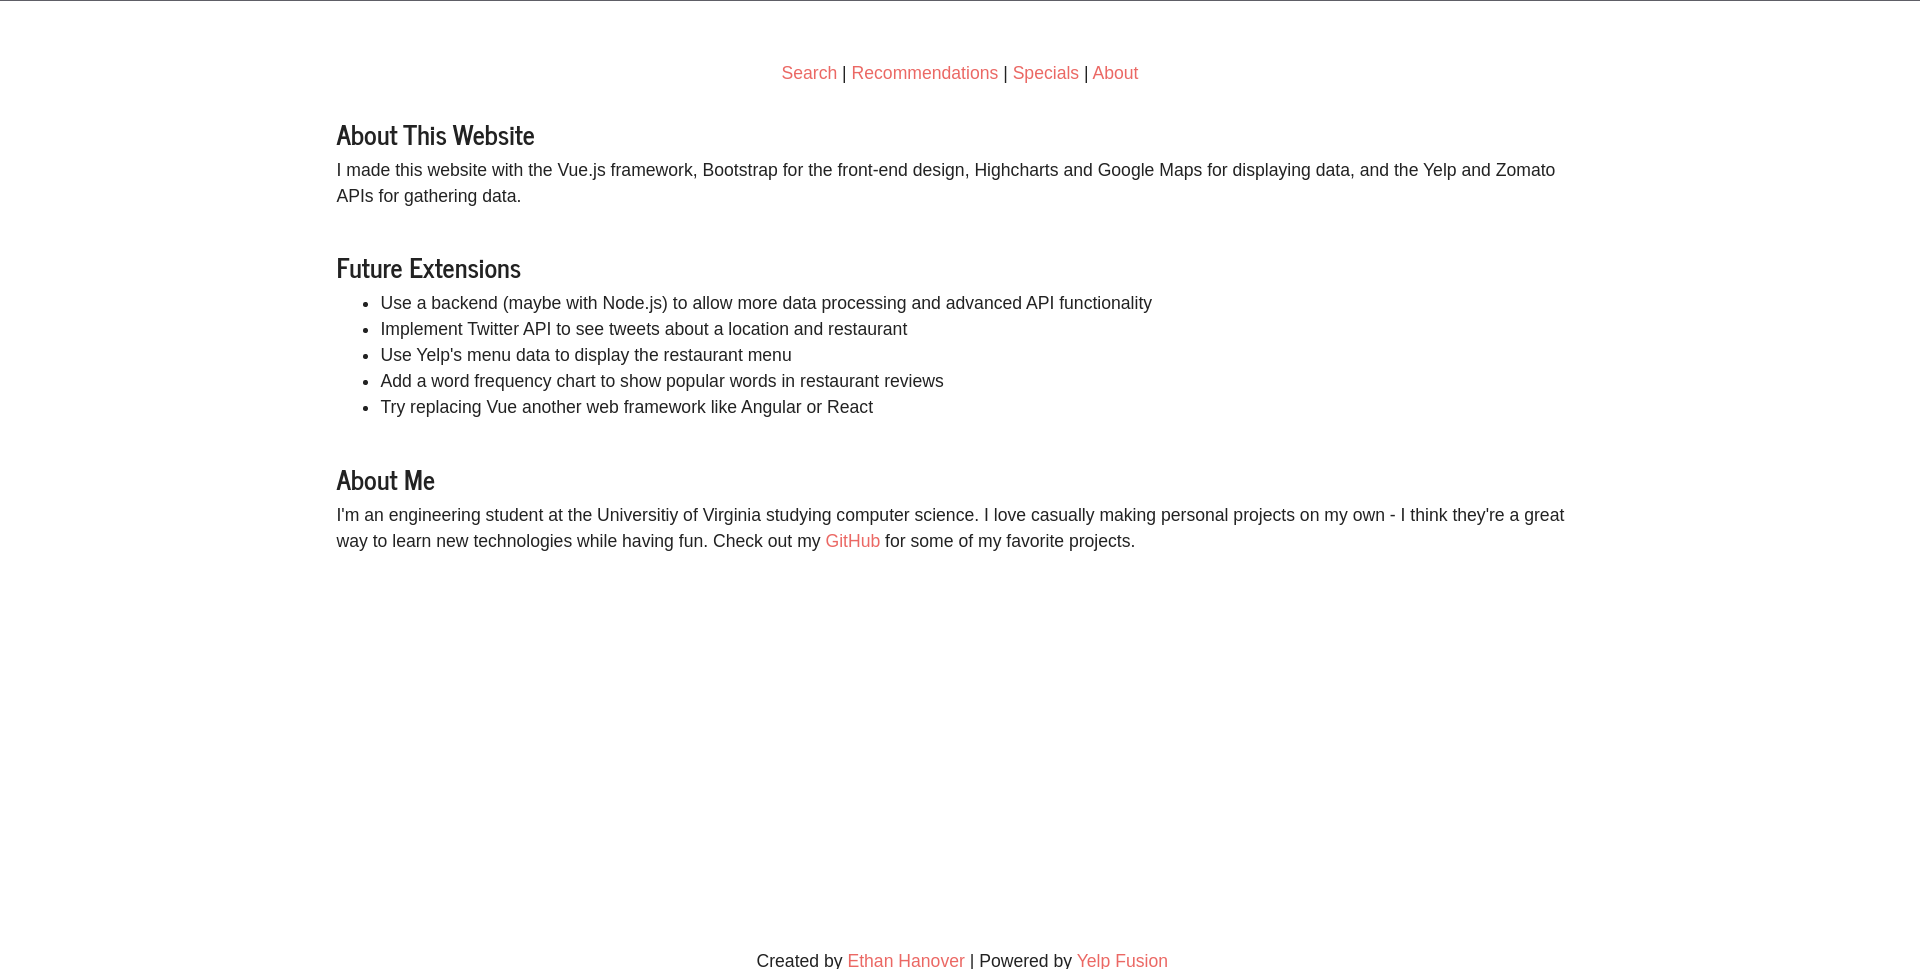 Search | Recommendations | Specials | About
About This Website
I made this website with the Vue.js framework, Bootstrap for the front-end design, Highcharts and Google Maps for displaying data, and the Yelp and Zomato
APIs for gathering data.
Future Extensions
Use a backend (maybe with Node.js) to allow more data processing and advanced API functionality
Implement Twitter API to see tweets about a location and restaurant
Use Yelp's menu data to display the restaurant menu
Add a word frequency chart to show popular words in restaurant reviews
Try replacing Vue another web framework like Angular or React
About Me
I'm an engineering student at the Universitiy of Virginia studying computer science. I love casually making personal projects on my own - I think they're a great
way to learn new technologies while having fun. Check out my GitHub for some of my favorite projects.
Created by Ethan Hanover | Powered by Yelp Fusion